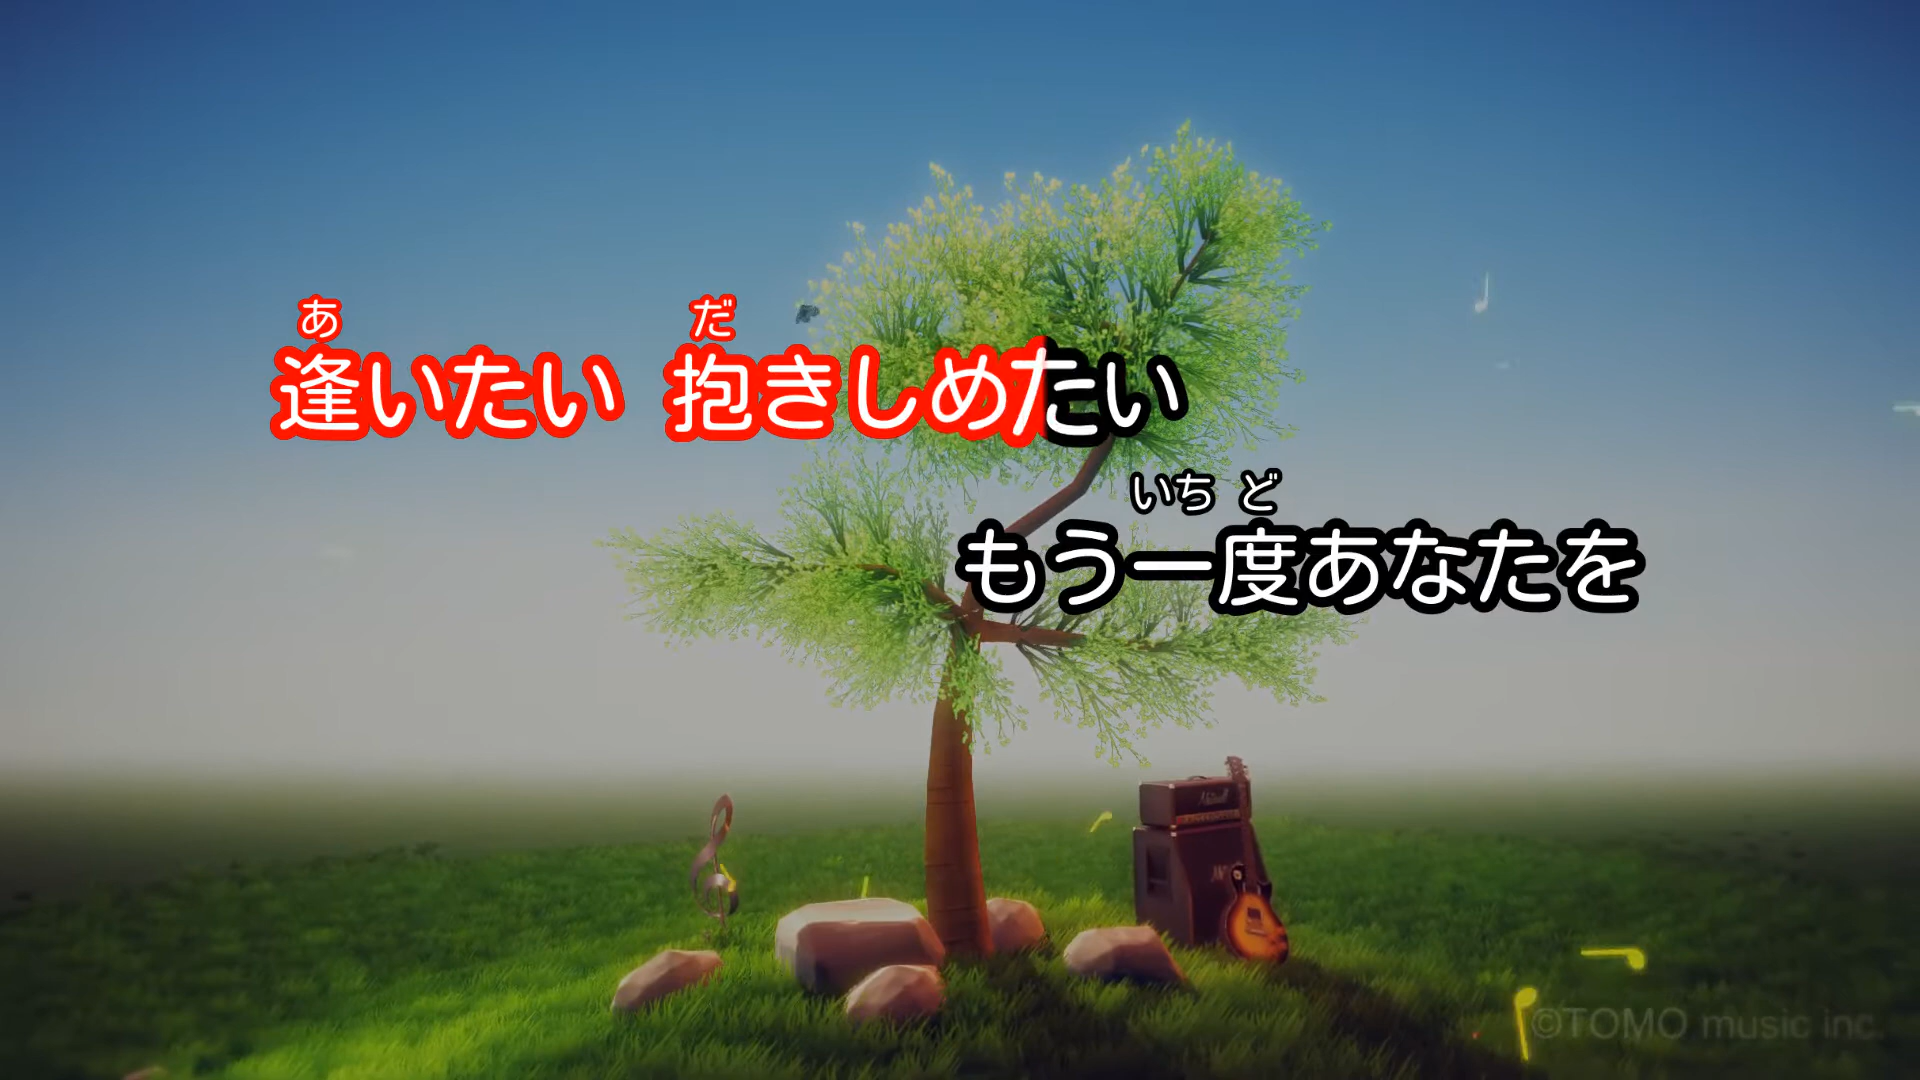 あ だ
逢いたい 抱きしめたい
いち ど
もう一度あなたを
Marshall
©TOMO music inc.